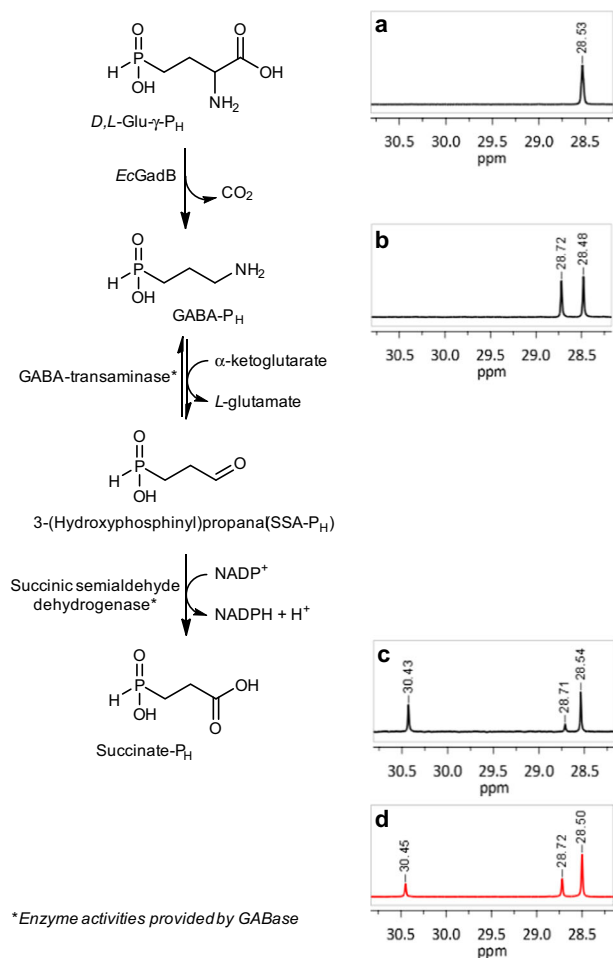 O
P
H
OH
O
OH
NH2
D,L-Glu-γ-PH
EcGadB
CO2
O
P
H
OH
NH2
GABA-PH
GABA-transaminase*
α-ketoglutarate
L-glutamate
O
P
H
OH
O
3-(Hydroxyphosphinyl)propanal(SSA-PH)
Succinic semialdehyde
dehydrogenase*
NADP+
NADPH + H+
O
P
H
OH
OH
O
Succinate-PH
*Enzyme activities provided by GABase
a
28.53
30.5 30.0 29.5 29.0 28.5
ppm
b
28.72
28.48
30.5 30.0 29.5 29.0 28.5
ppm
c
30.43
28.71
28.54
30.5 30.0 29.5 29.0 28.5
ppm
d
30.45
28.72
28.50
30.5 30.0 29.5 29.0 28.5
ppm